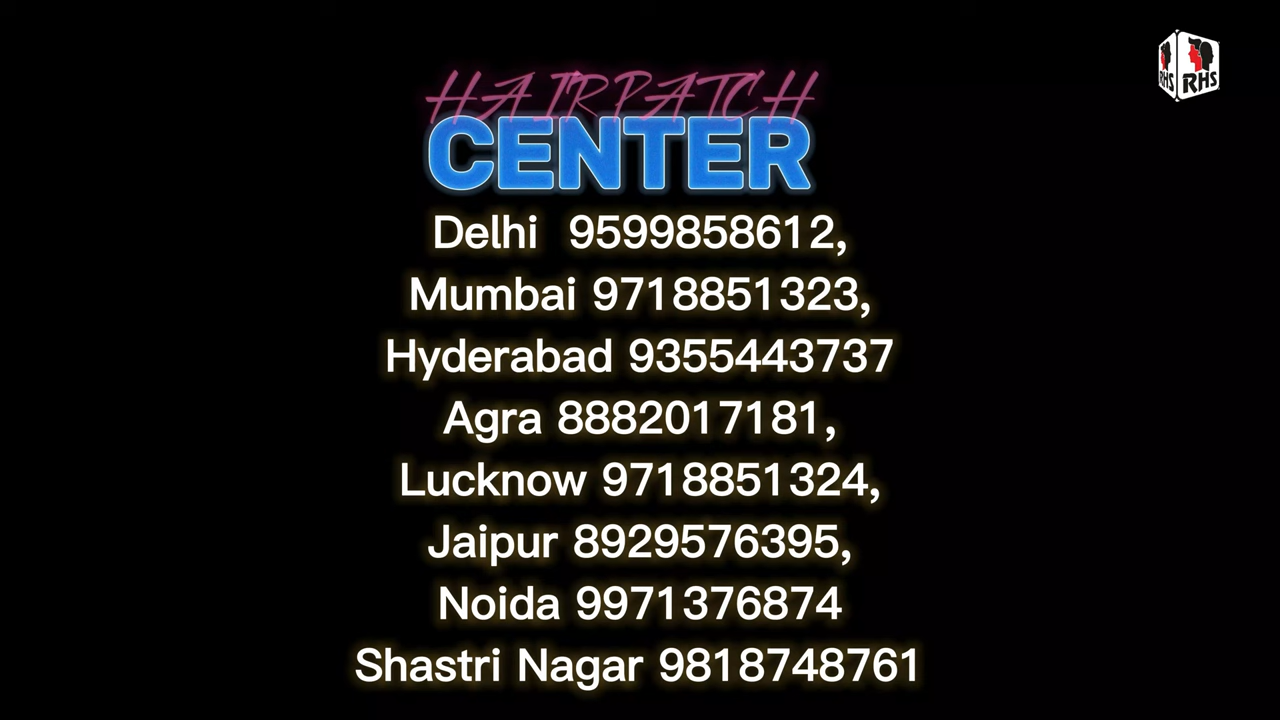 RHS RHS
HAIRPATCH
CENTER
Delhi 9599858612,
Mumbai 9718851323,
Hyderabad 9355443737
Agra 8882017181,
Lucknow 9718851324,
Jaipur 8929576395,
Noida 9971376874
Shastri Nagar 9818748761